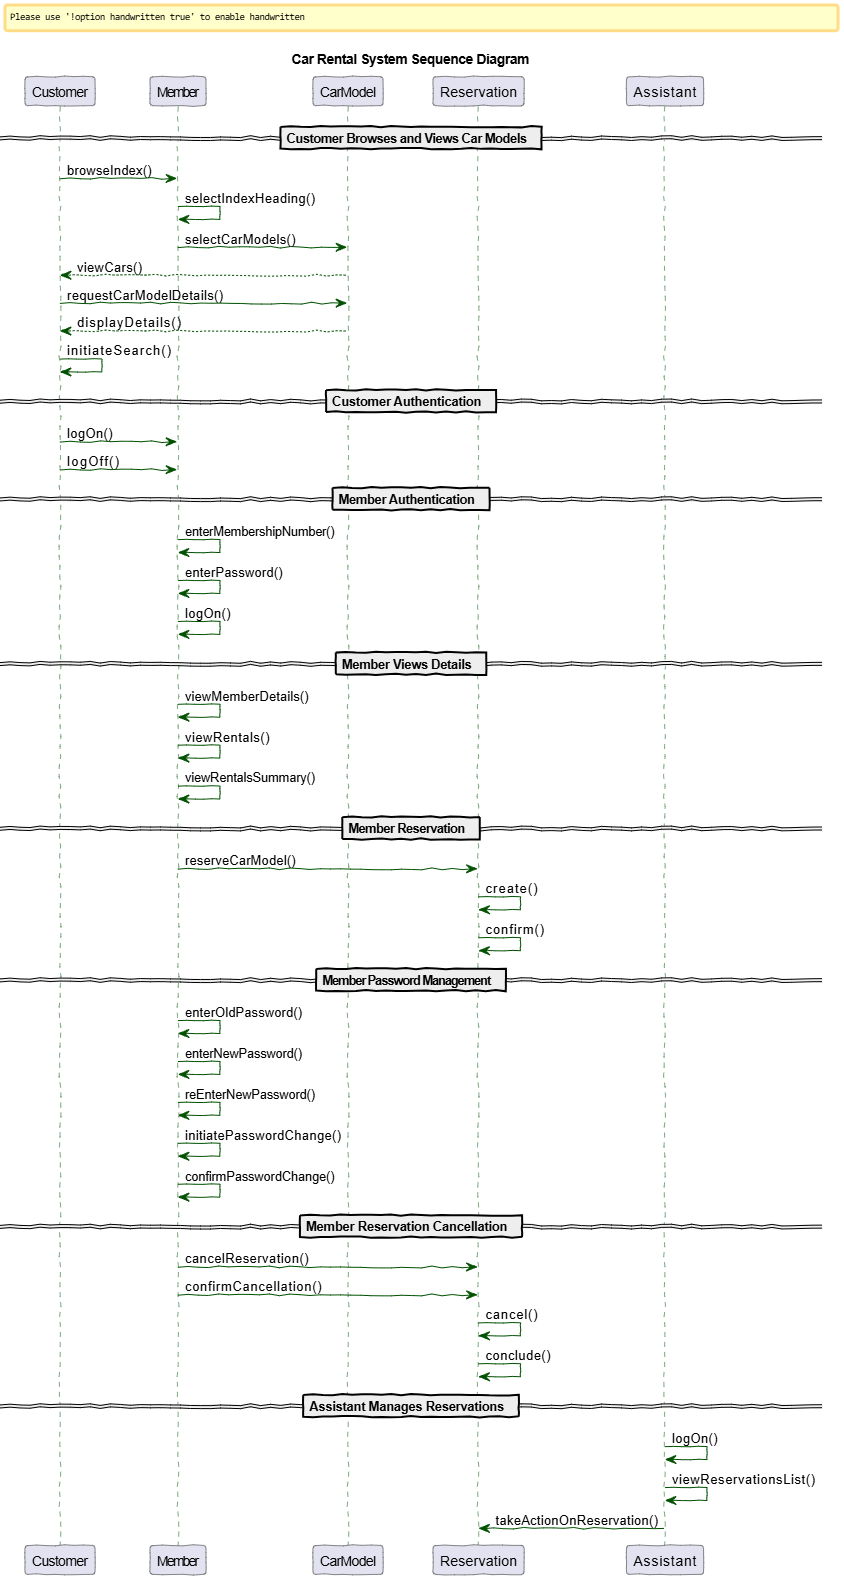 Please use '!option handwritten true' to enable handwritten
Car Rental System Sequence Diagram
Customer Member CarModel Reservation Assistant
Customer Browses and Views Car Models
browseIndex()
selectIndexHeading()
selectCarModels()
viewCars()
requestCarModelDetails()
displayDetails()
initiateSearch()
Customer Authentication
logOn()
logOff()
Member Authentication
enterMembershipNumber()
enterPassword()
logOn()
Member Views Details
viewMemberDetails()
viewRentals()
viewRentalsSummary()
Member Reservation
reserveCarModel()
create()
confirm()
Member Password Management
enterOldPassword()
enterNewPassword()
reEnterNewPassword()
initiatePasswordChange()
confirmPasswordChange()
Member Reservation Cancellation
cancelReservation()
confirmCancellation()
cancel()
conclude()
Assistant Manages Reservations
logOn()
viewReservationsList()
takeActionOnReservation()
Customer Member CarModel Reservation Assistant